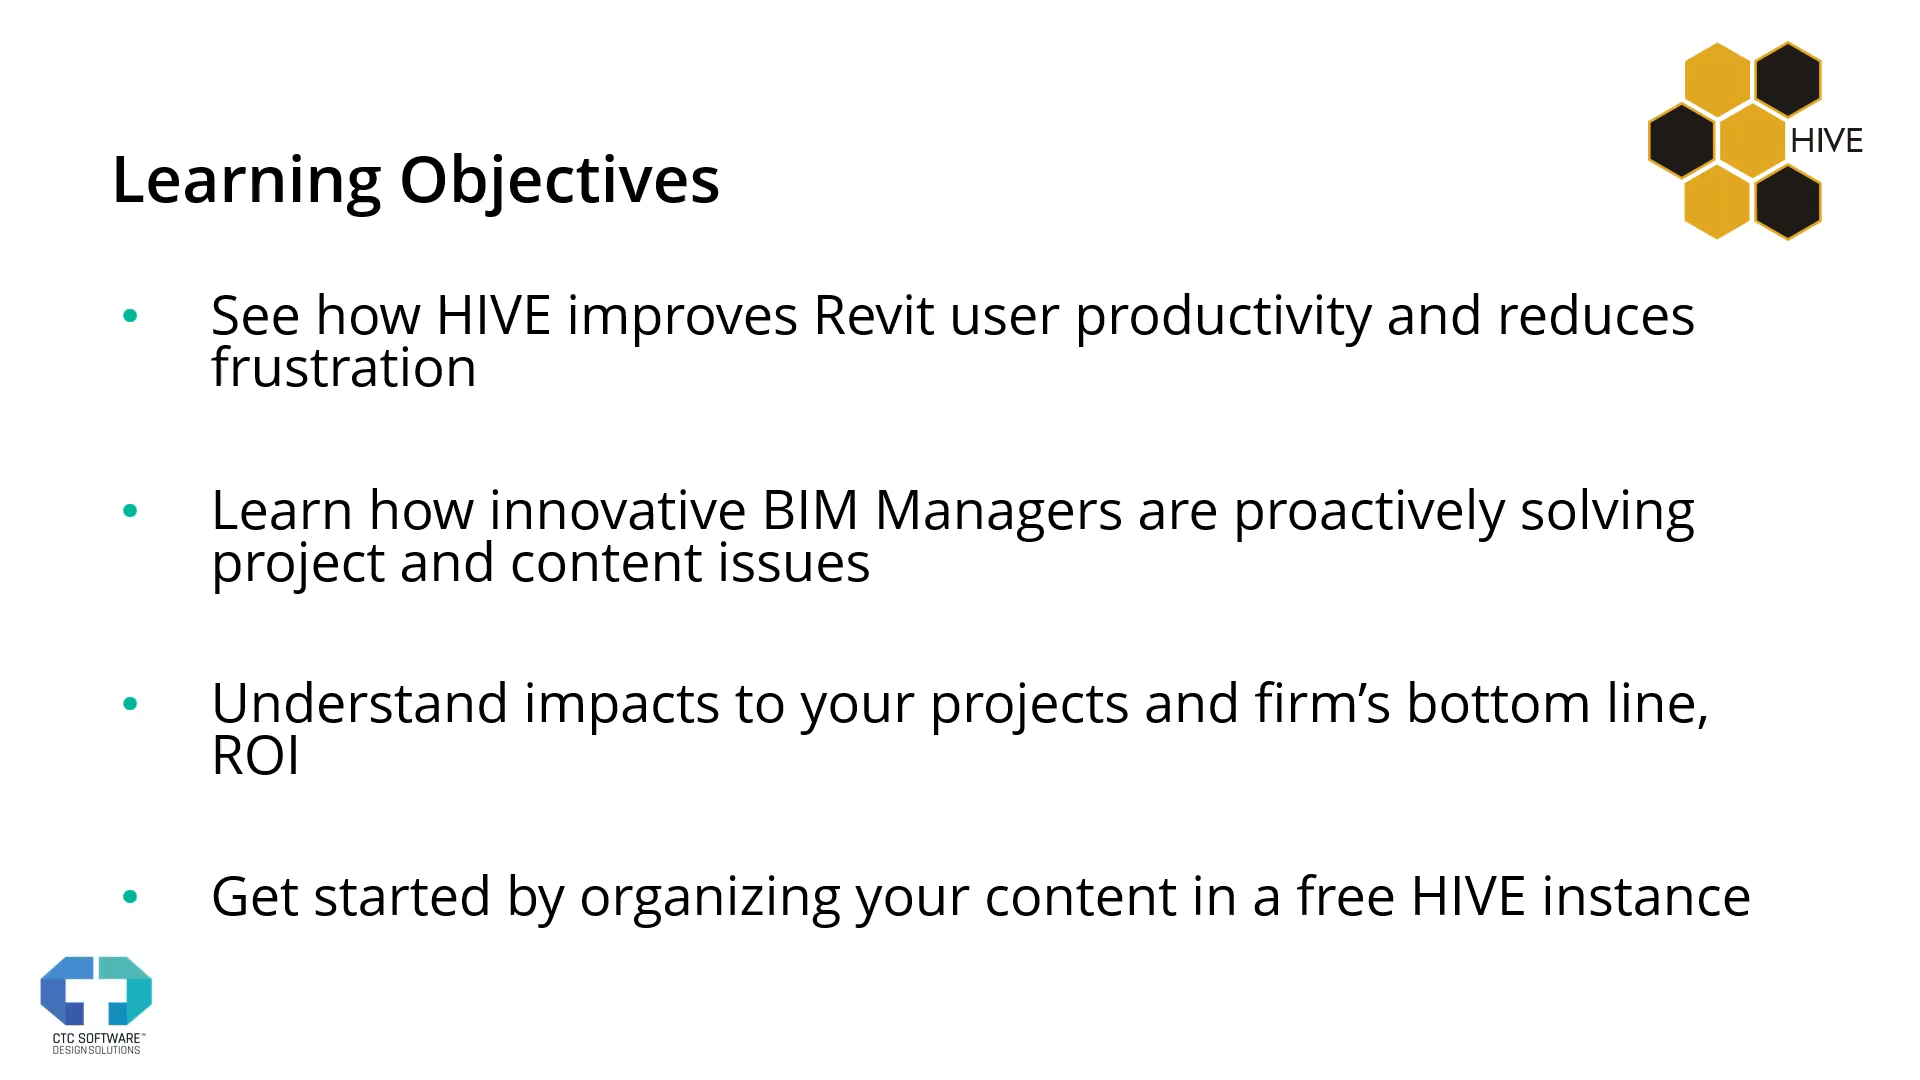 HIVE
Learning Objectives
• See how HIVE improves Revit user productivity and reduces
frustration
• Learn how innovative BIM Managers are proactively solving
project and content issues
• Understand impacts to your projects and firm’s bottom line,
ROI
• Get started by organizing your content in a free HIVE instance
CTC SOFTWARE™
DESIGN SOLUTIONS